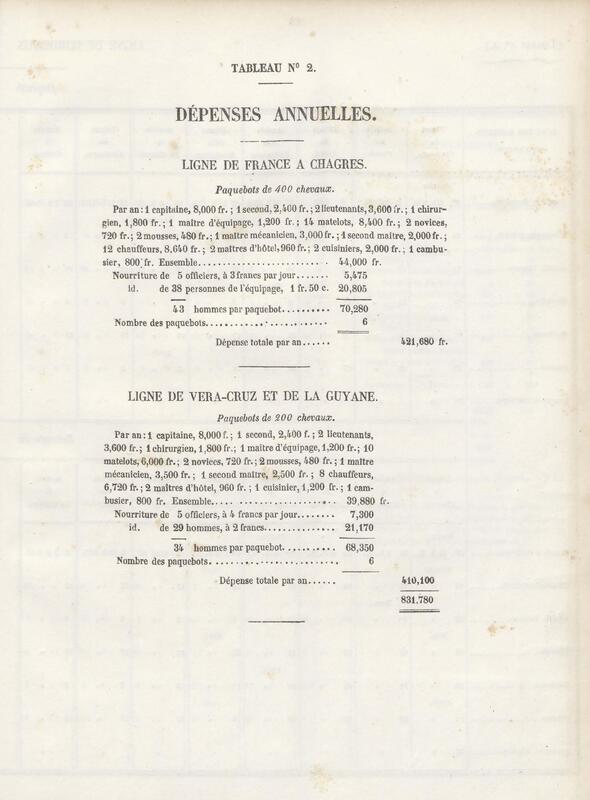 TABLEAU Nº 2.
DÉPENSES ANNUELLES.
LIGNE DE FRANCE A CHAGRES.
Paquebots de 400 chevaux.
Par an: 1 capitaine, 8,000 fr.; 1 second, 2,400 fr.; 2 lieutenants, 3,600 fr.; 1 chirur-
gien, 1,800 fr.; 1 maître d'équipage, 1,200 fr.; 14 matelots, 8,400 fr.; 2 novices,
720 fr.; 2 mousses, 480 fr.; 1 maître mécanicien, 3,000 fr.; 1 second maître, 2,000 fr.;
12 chauffeurs, 8,640 fr.; 2 maîtres d'hôtel, 960 fr.; 2 cuisiniers, 2,000 fr.; 1 cambu-
sier, 800 fr. Ensemble........................ 44,000 fr.
Nourriture de 5 officiers, à 3 francs par jour....... 5,475
id. de 38 personnes de l'équipage, 1 fr. 50 c. 20,805
43 hommes par paquebot.......... 70,280
Nombre des paquebots........................ 6
Dépense totale par an...... 421,680 fr.
LIGNE DE VERA-CRUZ ET DE LA GUYANE.
Paquebots de 200 chevaux.
Par an: 1 capitaine, 8,000 f.; 1 second, 2,400 f.; 2 lieutenants,
3,600 fr.; 1 chirurgien, 1,800 fr.; 1 maître d'équipage, 1,200 fr.; 10
matelots, 6,000 fr.; 2 novices, 720 fr.; 2 mousses, 480 fr.; 1 maître
mécanicien, 3,500 fr.; 1 second maître, 2,500 fr.; 8 chauffeurs,
6,720 fr.; 2 maîtres d'hôtel, 960 fr.; 1 cuisinier, 1,200 fr.; 1 cam-
busier, 800 fr. Ensemble........................ 39,880 fr.
Nourriture de 5 officiers, à 4 francs par jour........ 7,300
id. de 29 hommes, à 2 francs.............. 21,170
34 hommes par paquebot.......... 68,350
Nombre des paquebots........................ 6
Dépense totale par an...... 410,100
831,780